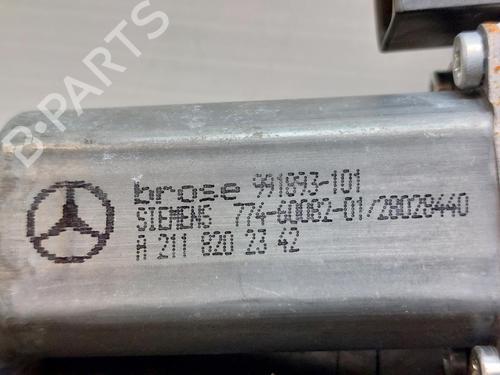 B-PARTS
brose 991893-101
SIEMENS 774-60082-01/28028440
A 211 820 23 42